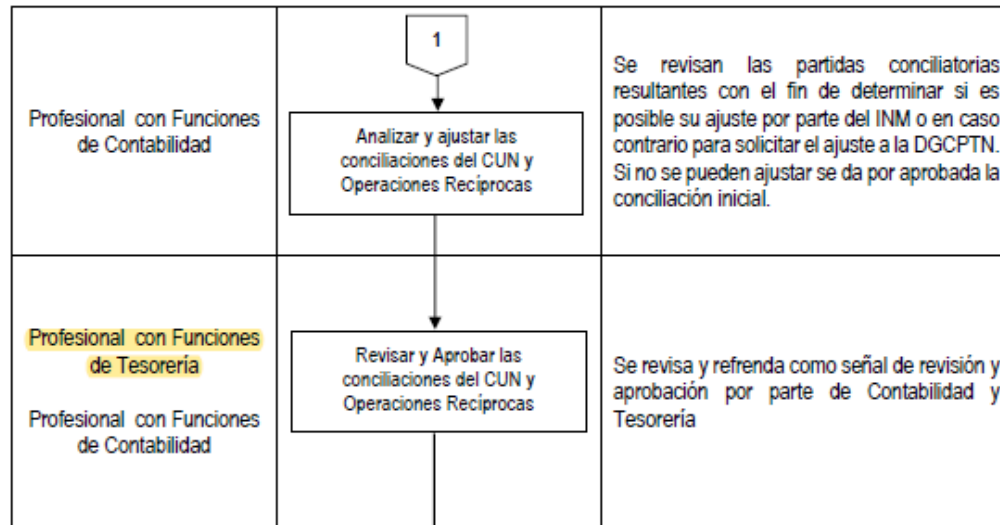 1
Profesional con Funciones
de Contabilidad
Analizar y ajustar las
conciliaciones del CUN y
Operaciones Recíprocas
Se revisan las partidas conciliatorias
resultantes con el fin de determinar si es
posible su ajuste por parte del INM o en caso
contrario para solicitar el ajuste a la DGCPTN.
Si no se pueden ajustar se da por aprobada la
conciliación inicial.
Profesional con Funciones
de Tesorería
Profesional con Funciones
de Contabilidad
Revisar y Aprobar las
conciliaciones del CUN y
Operaciones Recíprocas
Se revisa y refrenda como señal de revisión y
aprobación por parte de Contabilidad y
Tesorería